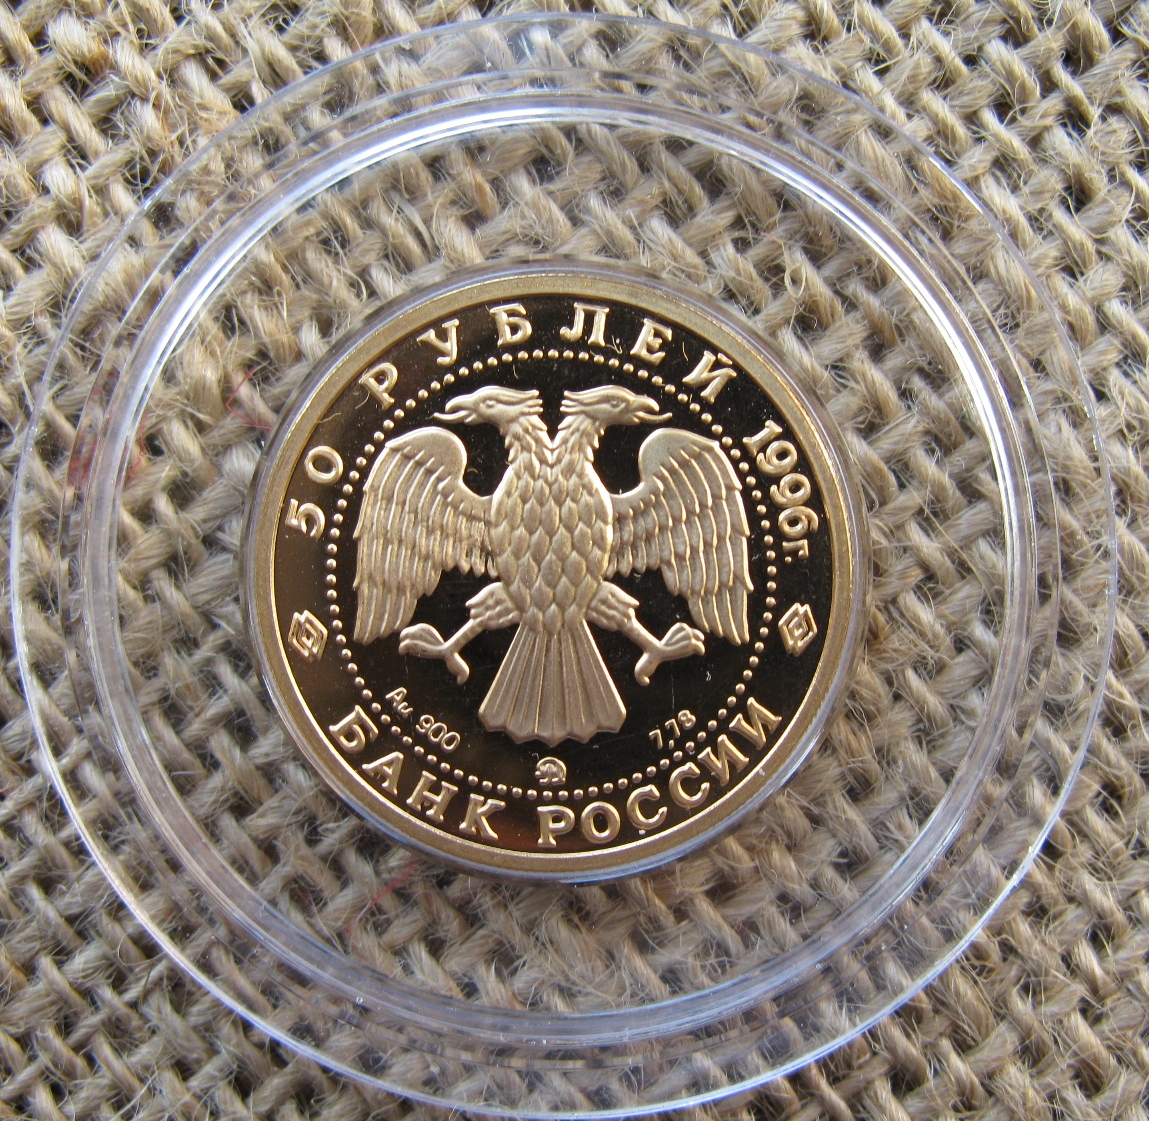 50 РУБЛЕЙ 1996г.
Au 900
7,78
БАНК РОССИИ